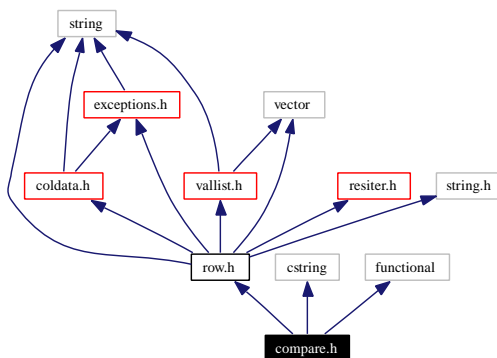 string
exceptions.h
vector
coldata.h
vallist.h
resiter.h
string.h
row.h
cstring
functional
compare.h